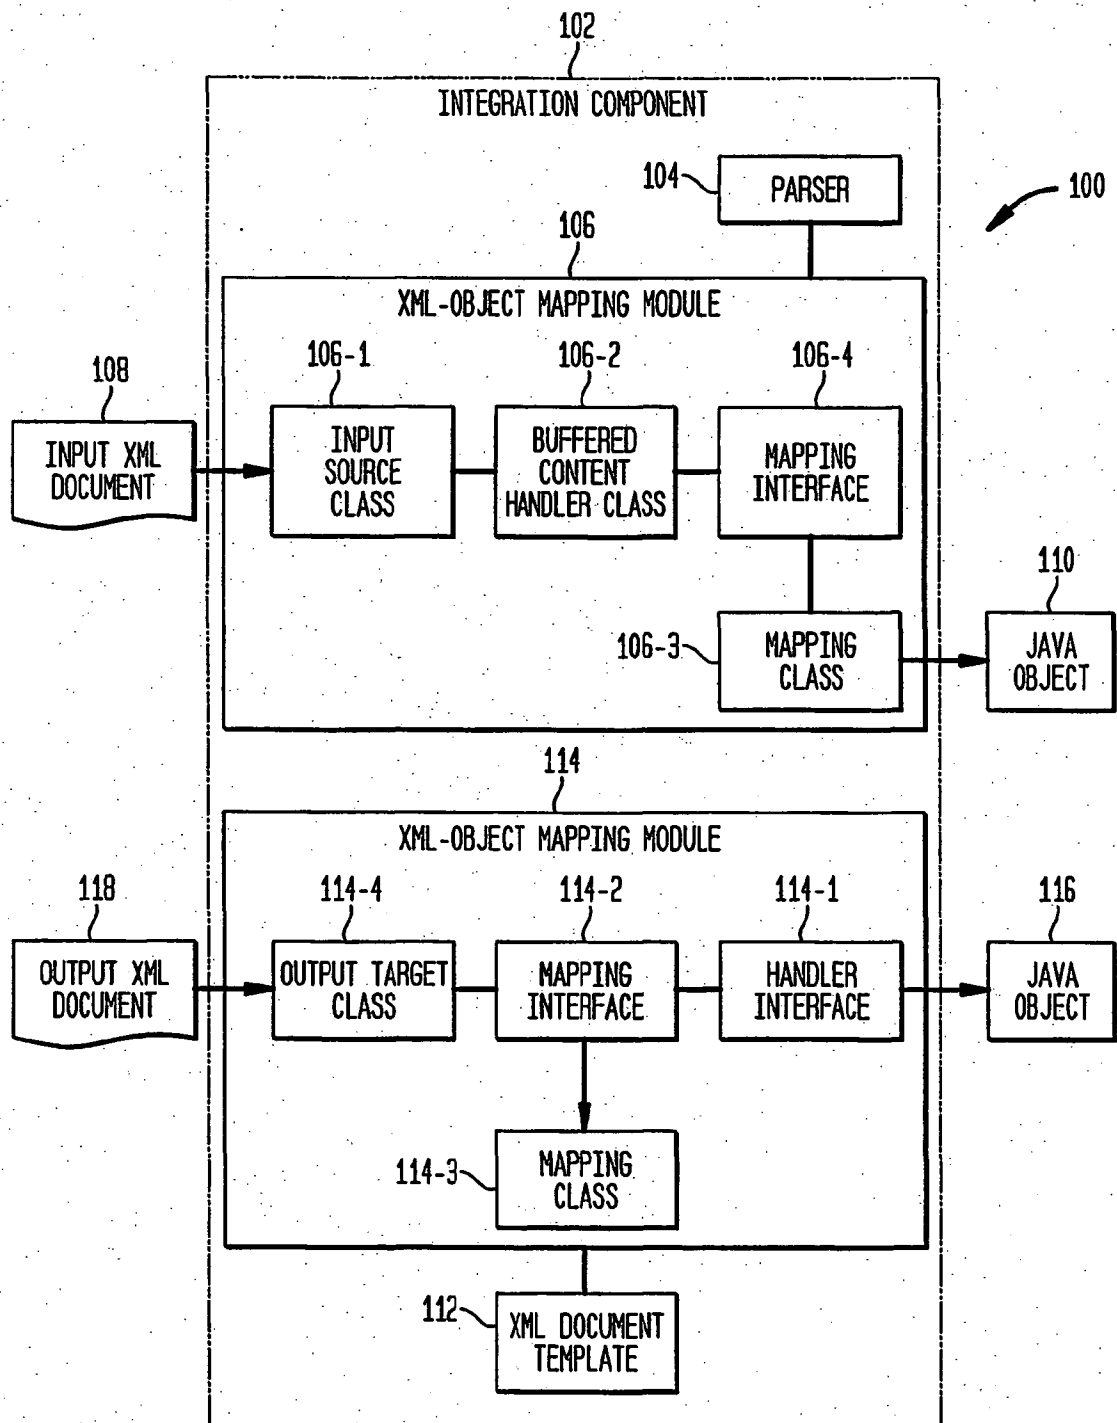 102
INTEGRATION COMPONENT
104
PARSER
100
106
XML-OBJECT MAPPING MODULE
106-1
106-2
106-4
108
INPUT XML
DOCUMENT
INPUT
SOURCE
CLASS
BUFFERED
CONTENT
HANDLER CLASS
MAPPING
INTERFACE
110
106-3
MAPPING
CLASS
JAVA
OBJECT
114
XML-OBJECT MAPPING MODULE
118
114-4
114-2
114-1
116
OUTPUT XML
DOCUMENT
OUTPUT TARGET
CLASS
MAPPING
INTERFACE
HANDLER
INTERFACE
JAVA
OBJECT
114-3
MAPPING
CLASS
112
XML DOCUMENT
TEMPLATE